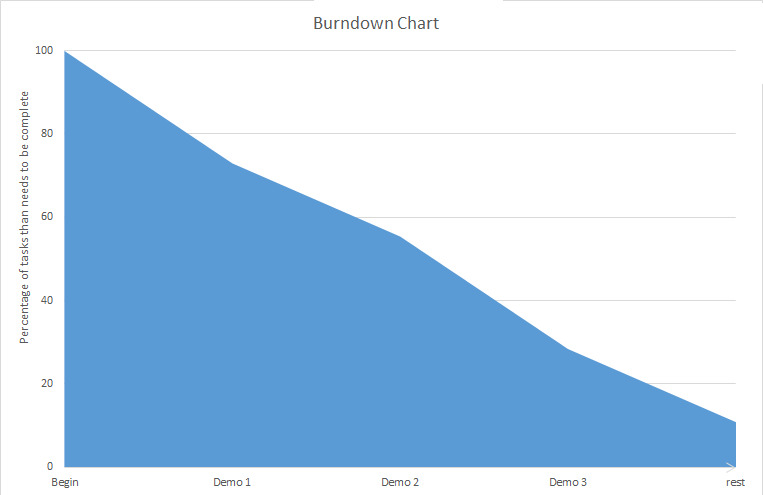 Burndown Chart
Percentage of tasks than needs to be complete
100
80
60
40
20
0
Begin Demo 1 Demo 2 Demo 3 rest